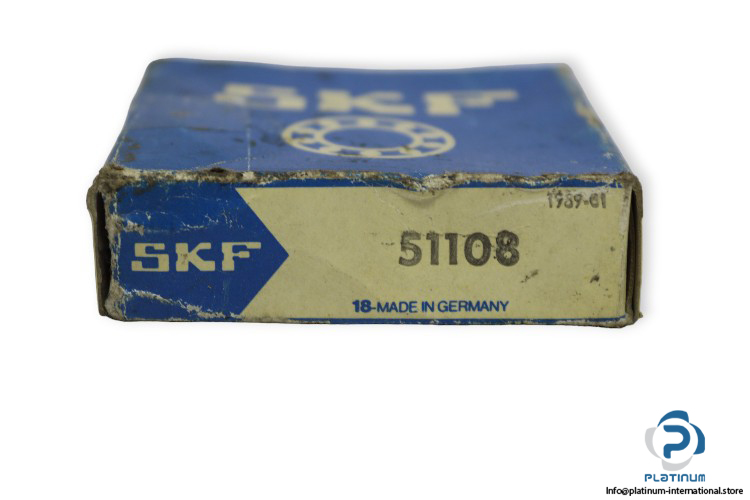 SKF
1989-01
SKF
51108
18-MADE IN GERMANY
PLATINUM
Info@platinum-international.store